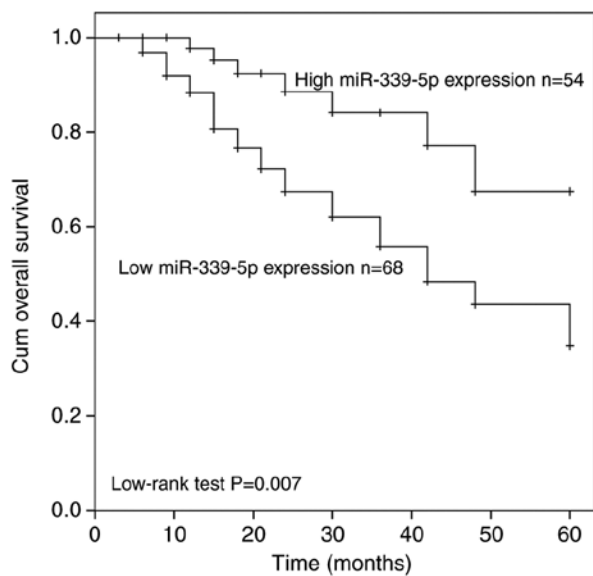 1.0
High miR-339-5p expression n=54
0.8
0.6
Low miR-339-5p expression n=68
0.4
0.2
Low-rank test P=0.007
0.0
0 10 20 30 40 50 60
Time (months)
Cum overall survival